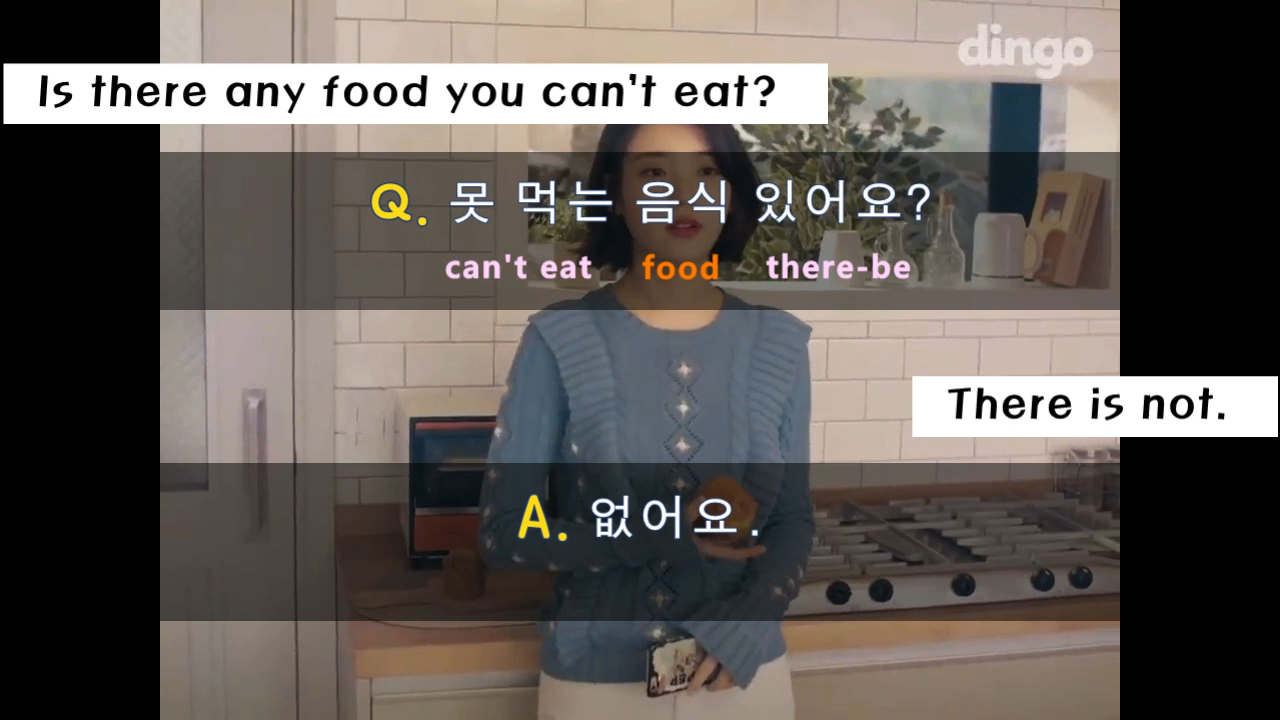 dingo
Is there any food you can't eat?
Q. 못 먹는 음식 있어요?
can't eat food there-be
There is not.
A. 없어요.